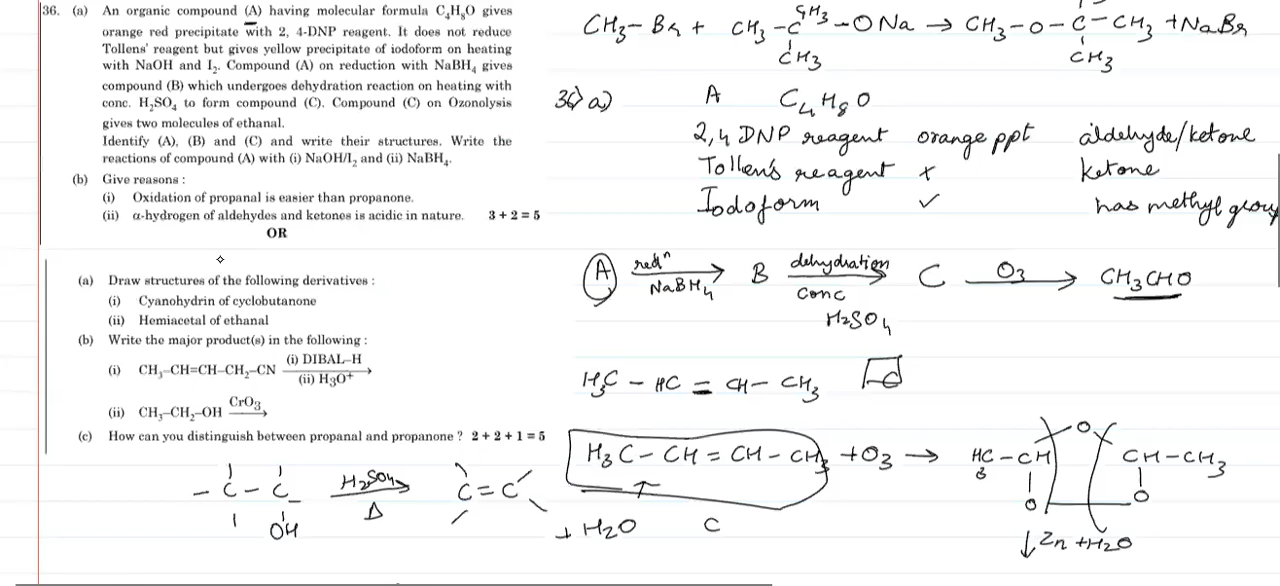 36. (a) An organic compound (A) having molecular formula C₄H₈O gives
orange red precipitate with 2, 4-DNP reagent. It does not reduce
Tollens' reagent but gives yellow precipitate of iodoform on heating
with NaOH and I₂. Compound (A) on reduction with NaBH₄ gives
compound (B) which undergoes dehydration reaction on heating with
conc. H₂SO₄ to form compound (C). Compound (C) on Ozonolysis
gives two molecules of ethanal.
Identify (A), (B) and (C) and write their structures. Write the
reactions of compound (A) with (i) NaOH/I₂ and (ii) NaBH₄.
(b) Give reasons :
(i) Oxidation of propanal is easier than propanone.
(ii) α-hydrogen of aldehydes and ketones is acidic in nature. 3 + 2 = 5
OR
(a) Draw structures of the following derivatives :
(i) Cyanohydrin of cyclobutanone
(ii) Hemiacetal of ethanal
(b) Write the major product(s) in the following :
(i) CH₃–CH=CH–CH₂–CN (i) DIBAL–H (ii) H₃O⁺ →
(ii) CH₃–CH₂–OH CrO₃ →
(c) How can you distinguish between propanal and propanone ? 2 + 2 + 1 = 5
CH₃
CH₃ – Br + CH₃ – C – ONa → CH₃ – O – C – CH₃ + NaBr
CH₃ CH₃
36) a) A C₄H₈O
2,4 DNP reagent orange ppt aldehyde/ketone
Tollen's reagent × ketone
Iodoform ✓ has methyl group
A redⁿ NaBH₄ → B dehydration conc H₂SO₄ → C O₃ → CH₃CHO
H₃C – HC = CH – CH₃
H₃C – CH = CH – CH₃ + O₃ → H₃C – CH O CH – CH₃
O O
C
↓ Zn + H₂O
– C – C – H₂SO₄ Δ → C = C + H₂O
OH